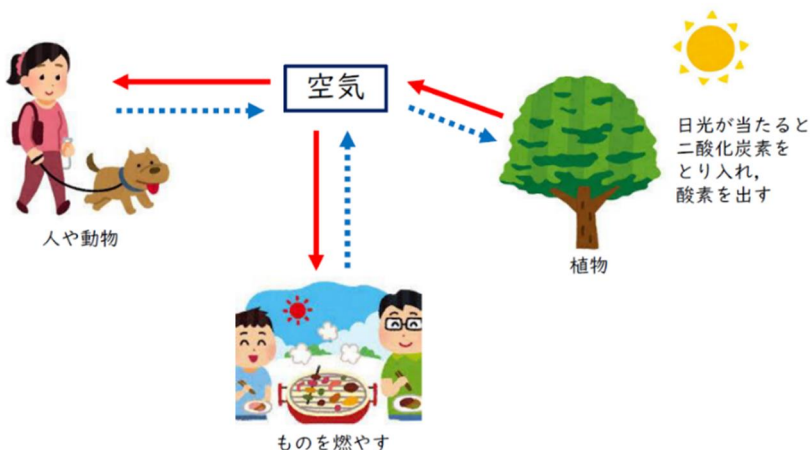 空気
日光が当たると
二酸化炭素を
とり入れ，
酸素を出す
人や動物
植物
ものを燃やす